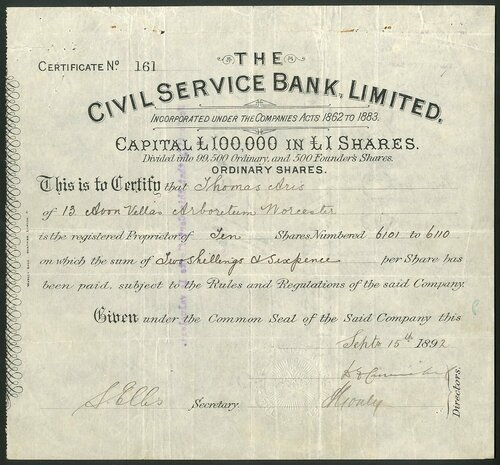 CERTIFICATE No 161
THE
CIVIL SERVICE BANK, LIMITED.
INCORPORATED UNDER THE COMPANIES ACTS 1862 TO 1883.
CAPITAL £100,000 IN £1 SHARES.
Divided into 99,500 Ordinary, and 500 Founder's Shares.
ORDINARY SHARES.
This is to Certify that Thomas Aris
of 13 Avon Vellas Arboretum Worcester
is the registered Proprietor of Ten Shares Numbered 6101 to 6110
on which the sum of Two Shillings & Sixpence per Share has
been paid, subject to the Rules and Regulations of the said Company.
Given under the Common Seal of the Said Company this
Septr 15th 1892
S Ellis Secretary.
Directors